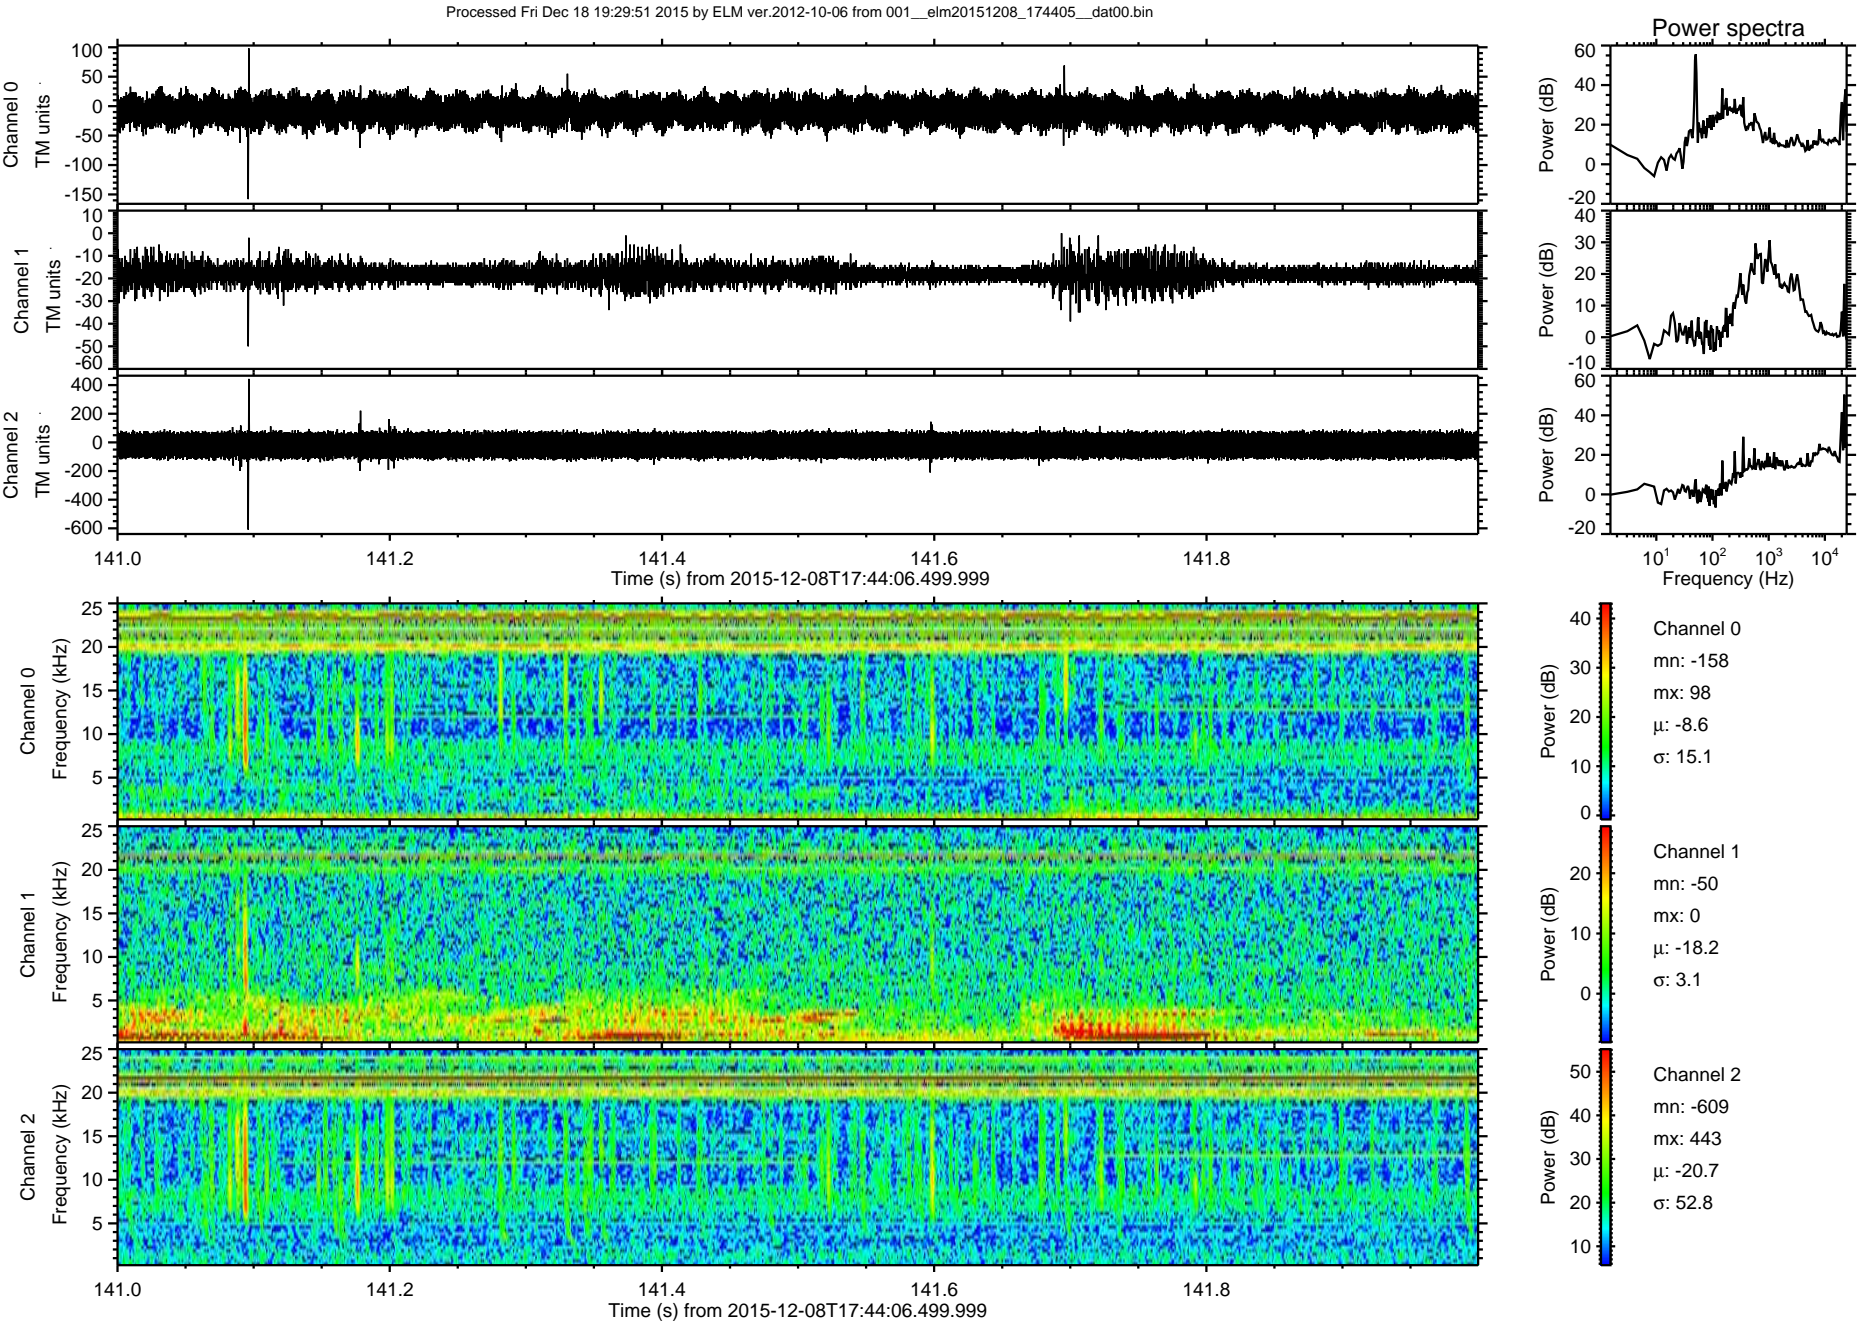 Processed Fri Dec 18 19:29:51 2015 by ELM ver.2012-10-06 from 001__elm20151208_174405__dat00.bin
Power spectra
Channel 0
TM units
100
50
0
-50
-100
-150
Power (dB)
60
40
20
0
-20
Channel 1
TM units
10
0
-10
-20
-30
-40
-50
-60
Power (dB)
40
30
20
10
0
-10
Channel 2
TM units
400
200
0
-200
-400
-600
Power (dB)
60
40
20
0
-20
141.0 141.2 141.4 141.6 141.8
Time (s) from 2015-12-08T17:44:06.499.999
10¹ 10² 10³ 10⁴
Frequency (Hz)
Channel 0
Frequency (kHz)
25
20
15
10
5
Power (dB)
40
30
20
10
0
Channel 0
mn: -158
mx: 98
μ: -8.6
σ: 15.1
Channel 1
Frequency (kHz)
25
20
15
10
5
Power (dB)
20
10
0
Channel 1
mn: -50
mx: 0
μ: -18.2
σ: 3.1
Channel 2
Frequency (kHz)
25
20
15
10
5
Power (dB)
50
40
30
20
10
Channel 2
mn: -609
mx: 443
μ: -20.7
σ: 52.8
141.0 141.2 141.4 141.6 141.8
Time (s) from 2015-12-08T17:44:06.499.999